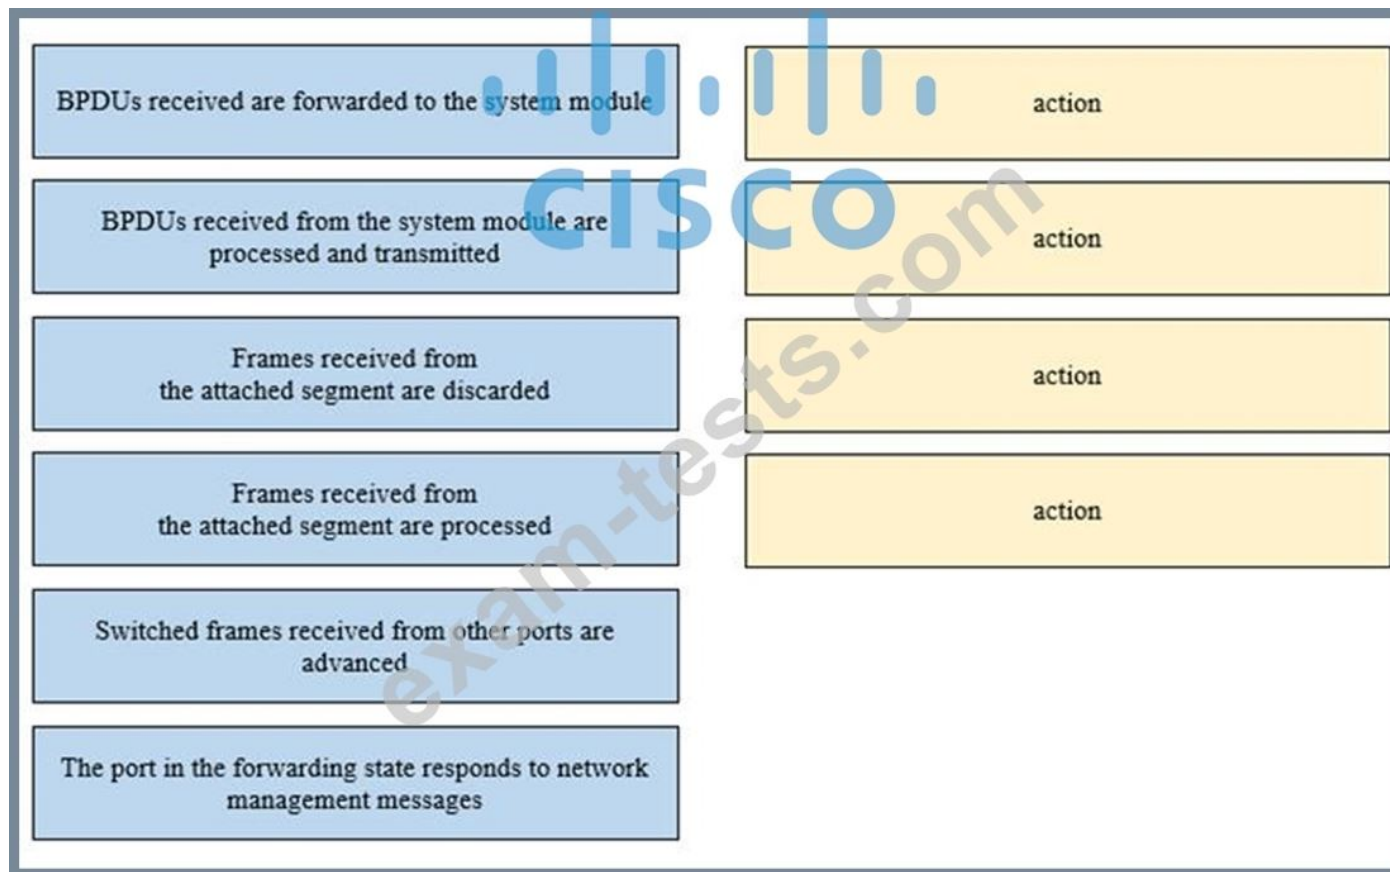 BPDUs received are forwarded to the system module
action
BPDUs received from the system module are
processed and transmitted
action
Frames received from
the attached segment are discarded
action
Frames received from
the attached segment are processed
action
Switched frames received from other ports are
advanced
The port in the forwarding state responds to network
management messages
CISCO
exam-tests.com